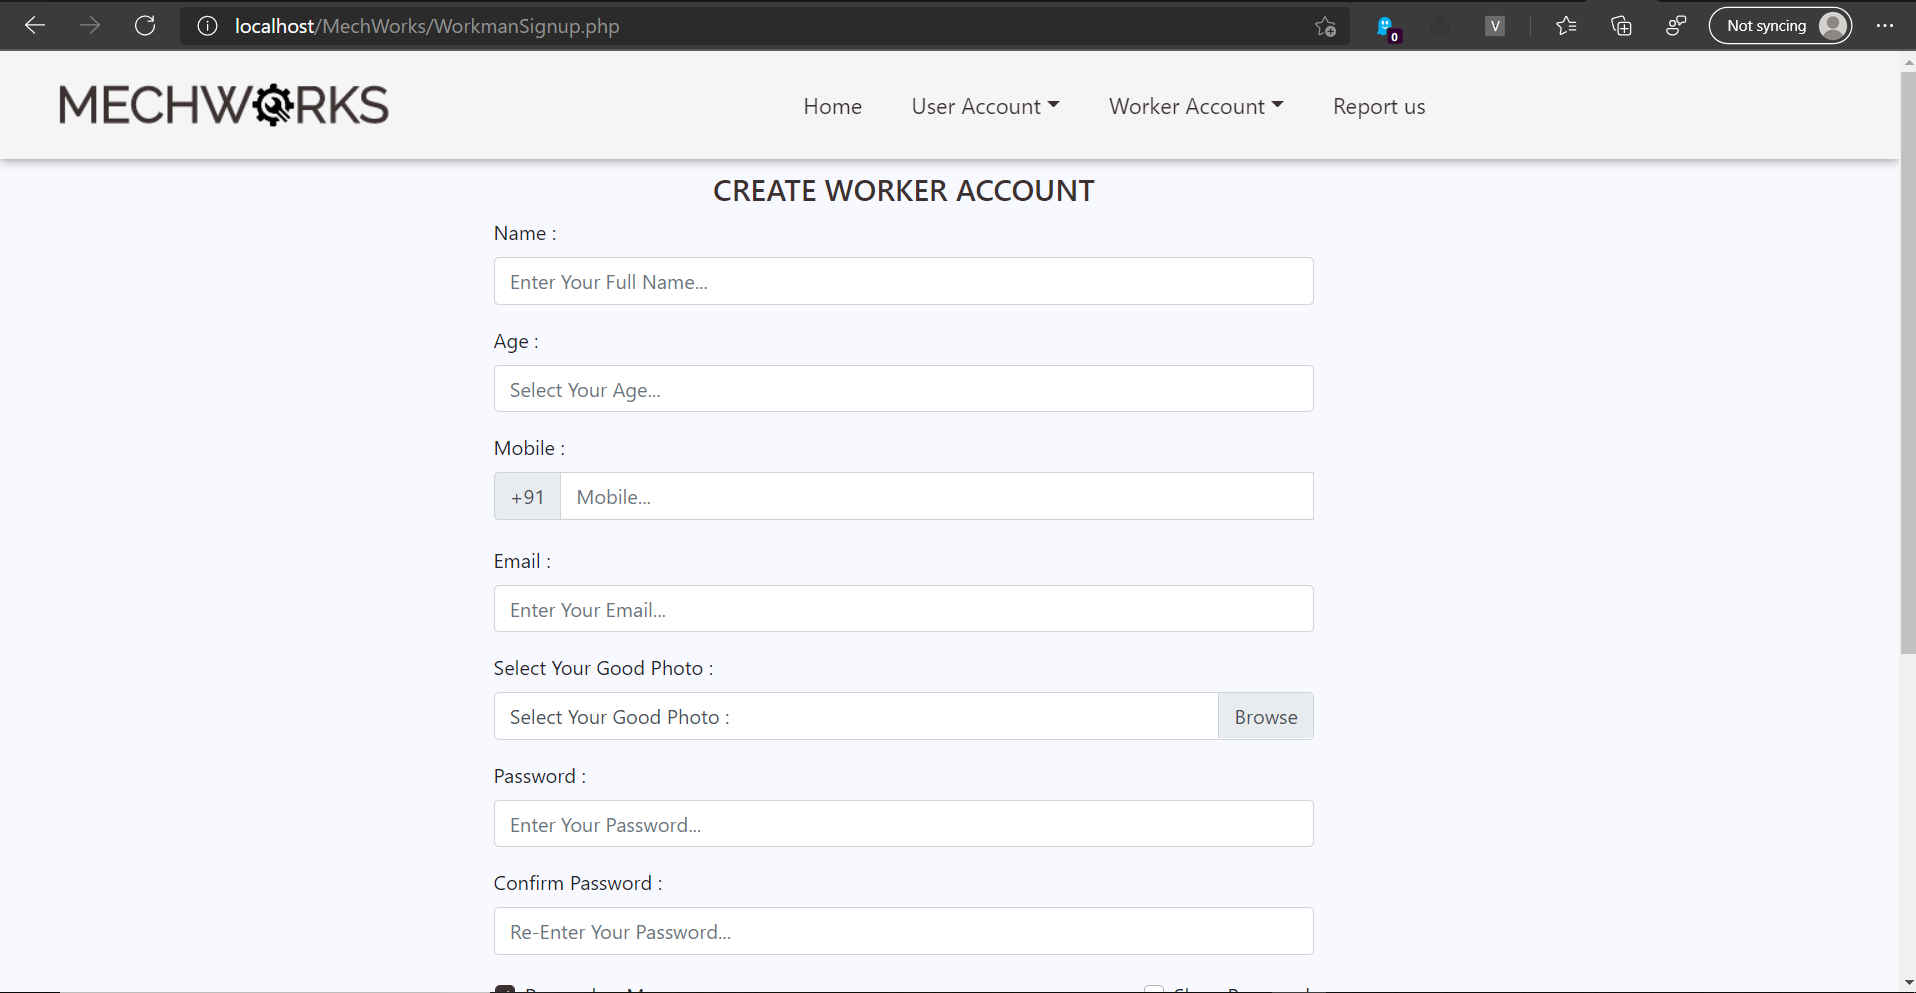 localhost/MechWorks/WorkmanSignup.php
0
V
Not syncing
MECHWORKS
Home
User Account
Worker Account
Report us
CREATE WORKER ACCOUNT
Name :
Enter Your Full Name...
Age :
Select Your Age...
Mobile :
+91
Mobile...
Email :
Enter Your Email...
Select Your Good Photo :
Select Your Good Photo :
Browse
Password :
Enter Your Password...
Confirm Password :
Re-Enter Your Password...